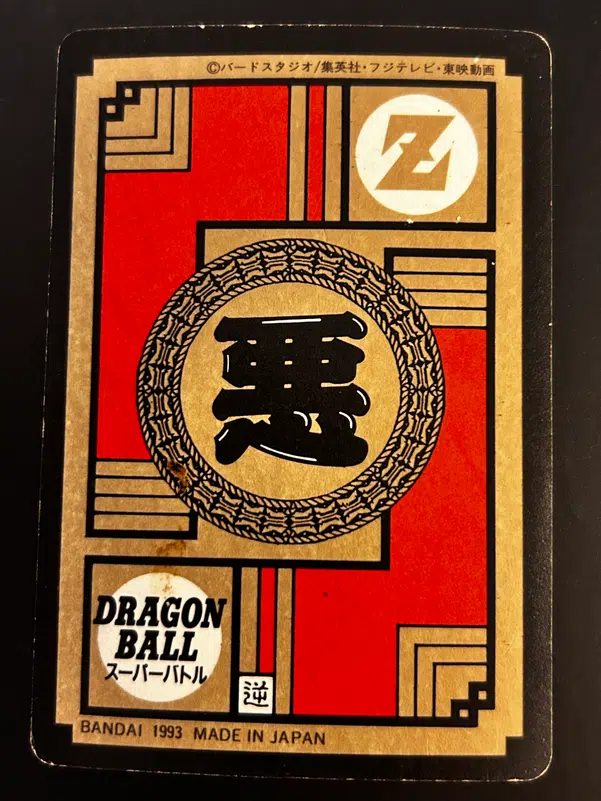 ©バードスタジオ/集英社・フジテレビ・東映動画
Z
悪
DRAGON
BALL
スーパーバトル
逆
BANDAI 1993 MADE IN JAPAN